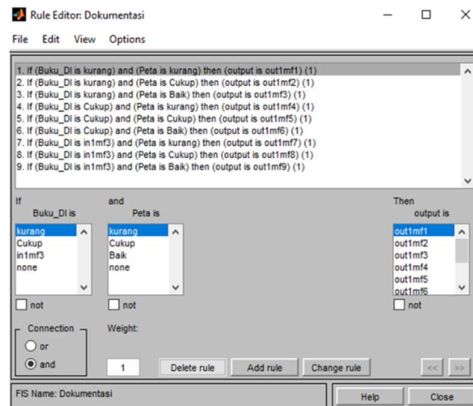 Rule Editor: Dokumentasi
File Edit View Options
1. If (Buku_DI is kurang) and (Peta is kurang) then (output is out1mf1) (1)
2. If (Buku_DI is kurang) and (Peta is Cukup) then (output is out1mf2) (1)
3. If (Buku_DI is kurang) and (Peta is Baik) then (output is out1mf3) (1)
4. If (Buku_DI is Cukup) and (Peta is kurang) then (output is out1mf4) (1)
5. If (Buku_DI is Cukup) and (Peta is Cukup) then (output is out1mf5) (1)
6. If (Buku_DI is Cukup) and (Peta is Baik) then (output is out1mf6) (1)
7. If (Buku_DI is in1mf3) and (Peta is kurang) then (output is out1mf7) (1)
8. If (Buku_DI is in1mf3) and (Peta is Cukup) then (output is out1mf8) (1)
9. If (Buku_DI is in1mf3) and (Peta is Baik) then (output is out1mf9) (1)
If and Then
Buku_DI is Peta is output is
kurang kurang out1mf1
Cukup Cukup out1mf2
in1mf3 Baik out1mf3
none none out1mf4
out1mf5
out1mf6
not not not
Connection Weight:
or
and 1 Delete rule Add rule Change rule << >>
FIS Name: Dokumentasi Help Close